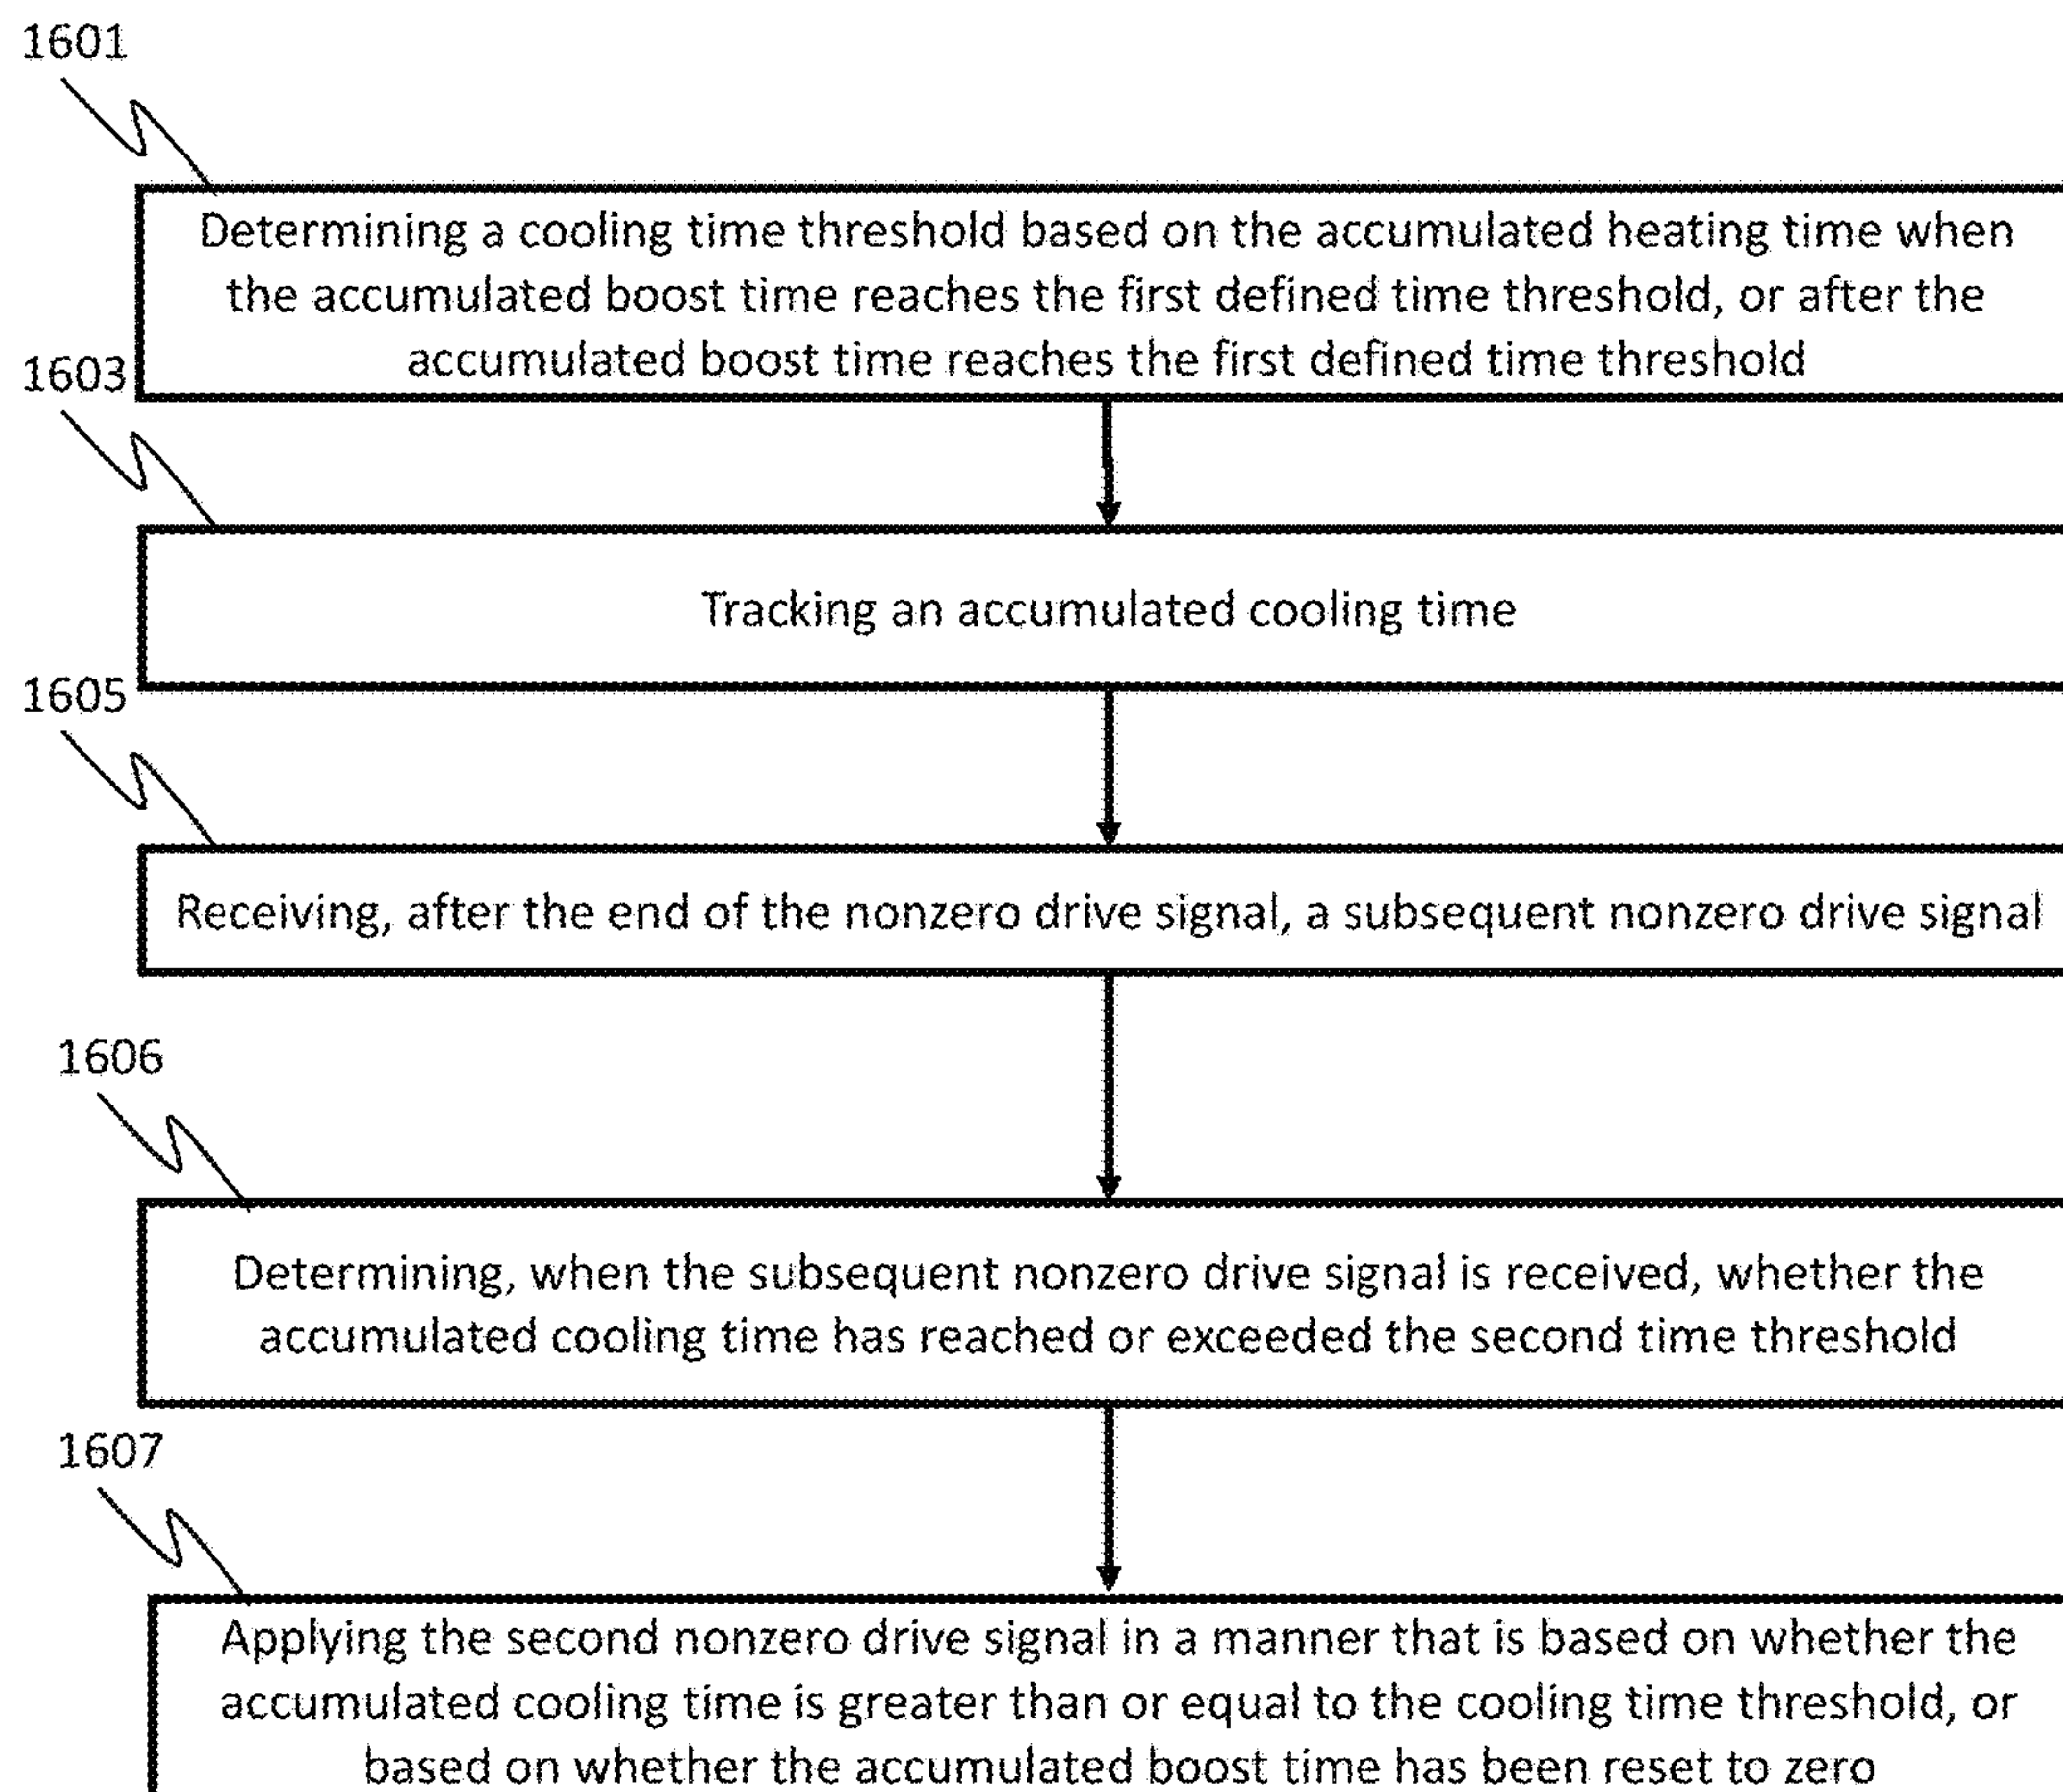 1601
Determining a cooling time threshold based on the accumulated heating time when
the accumulated boost time reaches the first defined time threshold, or after the
accumulated boost time reaches the first defined time threshold
1603
Tracking an accumulated cooling time
1605
Receiving, after the end of the nonzero drive signal, a subsequent nonzero drive signal
1606
Determining, when the subsequent nonzero drive signal is received, whether the
accumulated cooling time has reached or exceeded the second time threshold
1607
Applying the second nonzero drive signal in a manner that is based on whether the
accumulated cooling time is greater than or equal to the cooling time threshold, or
based on whether the accumulated boost time has been reset to zero